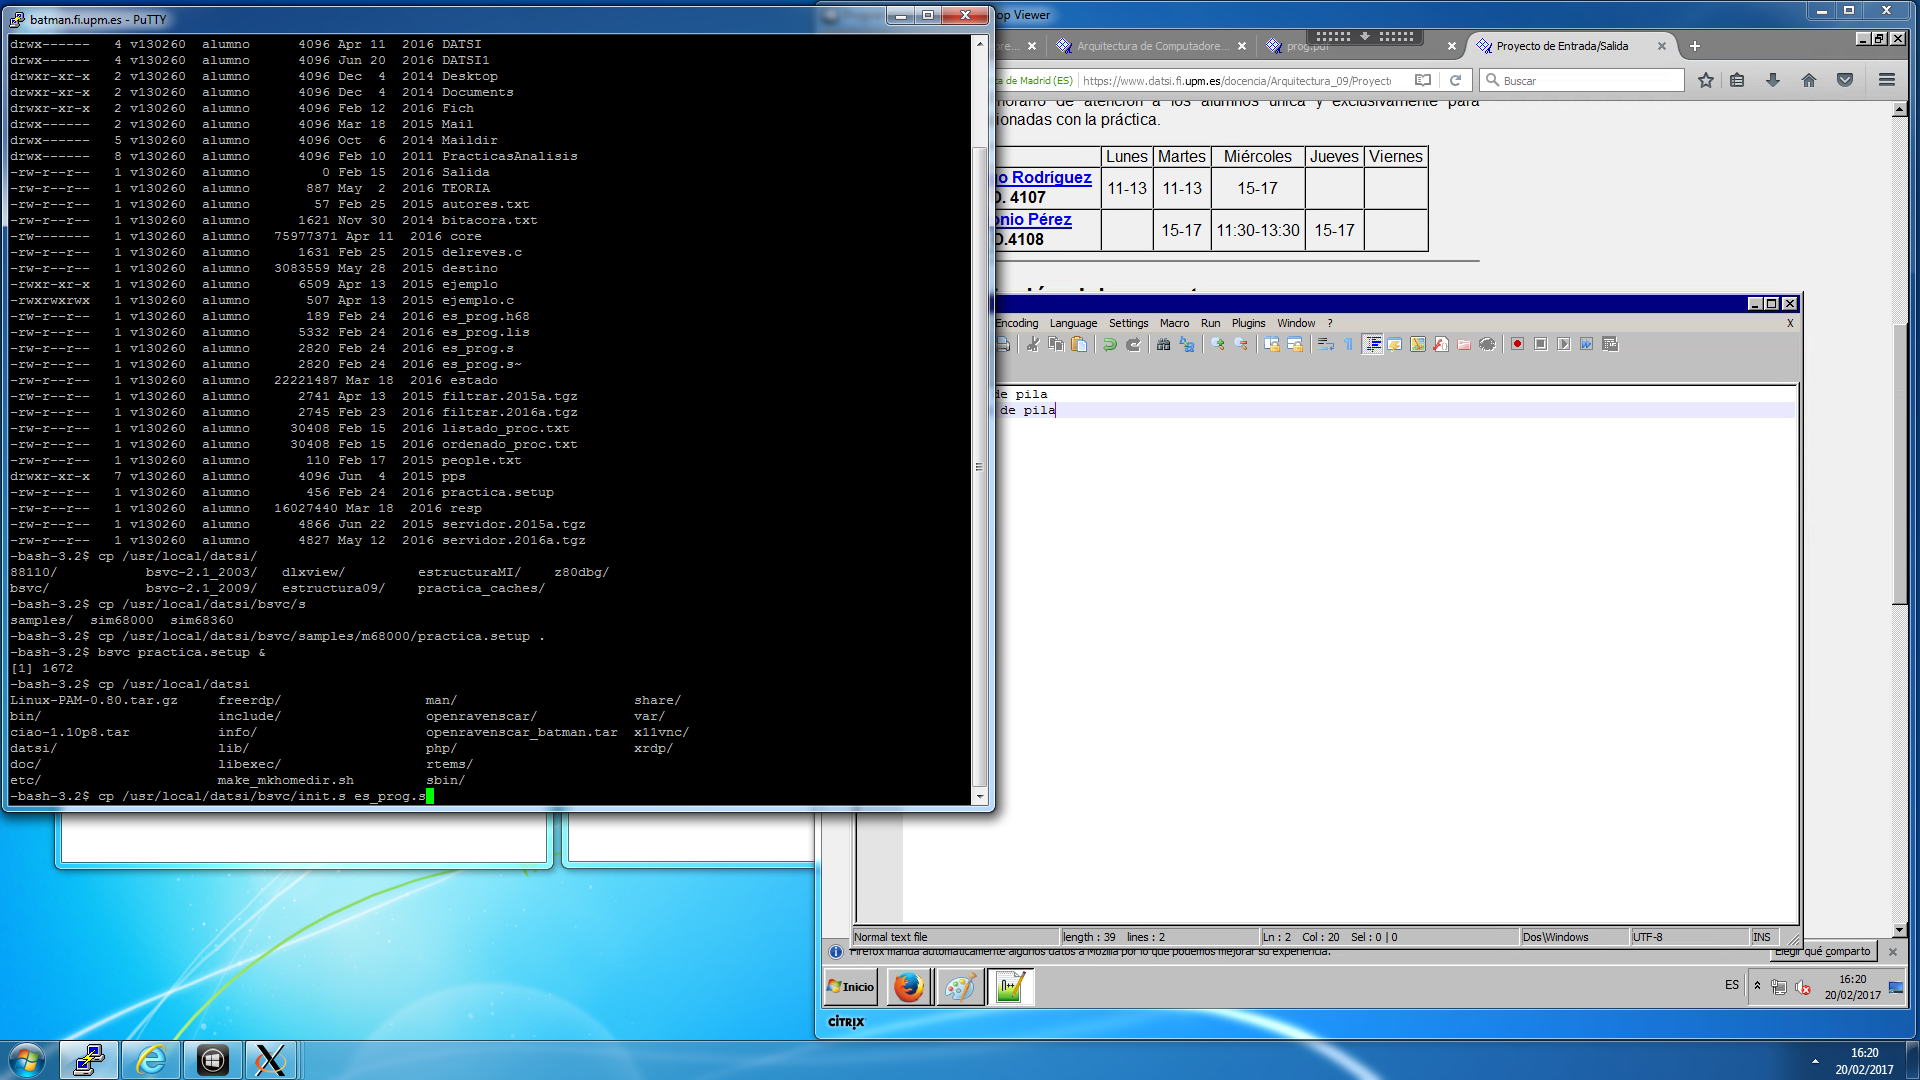 batman.fi.upm.es - PuTTY
drwx------   4 v130260  alumno      4096 Apr 11  2016 DATSI
drwx------   4 v130260  alumno      4096 Jun 20  2016 DATSI1
drwxr-xr-x   2 v130260  alumno      4096 Dec  4  2014 Desktop
drwxr-xr-x   2 v130260  alumno      4096 Dec  4  2014 Documents
drwxr-xr-x   2 v130260  alumno      4096 Feb 12  2016 Fich
drwx------   2 v130260  alumno      4096 Mar 18  2015 Mail
drwx------   5 v130260  alumno      4096 Oct  6  2014 Maildir
drwx------   8 v130260  alumno      4096 Feb 10  2011 PracticasAnalisis
-rw-r--r--   1 v130260  alumno         0 Feb 15  2016 Salida
-rw-r--r--   1 v130260  alumno       887 May  2  2016 TEORIA
-rw-r--r--   1 v130260  alumno        57 Feb 25  2015 autores.txt
-rw-r--r--   1 v130260  alumno      1621 Nov 30  2014 bitacora.txt
-rw-------   1 v130260  alumno   75977371 Apr 11  2016 core
-rw-r--r--   1 v130260  alumno      1631 Feb 25  2015 delreves.c
-rw-r--r--   1 v130260  alumno   3083559 May 28  2015 destino
-rwxr-xr-x   1 v130260  alumno      6509 Apr 13  2015 ejemplo
-rwxrwxrwx   1 v130260  alumno       507 Apr 13  2015 ejemplo.c
-rw-r--r--   1 v130260  alumno       189 Feb 24  2016 es_prog.h68
-rw-r--r--   1 v130260  alumno      5332 Feb 24  2016 es_prog.lis
-rw-r--r--   1 v130260  alumno      2820 Feb 24  2016 es_prog.s
-rw-r--r--   1 v130260  alumno      2820 Feb 24  2016 es_prog.s~
-rw-r--r--   1 v130260  alumno   22221487 Mar 18  2016 estado
-rw-r--r--   1 v130260  alumno      2741 Apr 13  2015 filtrar.2015a.tgz
-rw-r--r--   1 v130260  alumno      2745 Feb 23  2016 filtrar.2016a.tgz
-rw-r--r--   1 v130260  alumno     30408 Feb 15  2016 listado_proc.txt
-rw-r--r--   1 v130260  alumno     30408 Feb 15  2016 ordenado_proc.txt
-rw-r--r--   1 v130260  alumno       110 Feb 17  2015 people.txt
drwxr-xr-x   7 v130260  alumno      4096 Jun  4  2015 pps
-rw-r--r--   1 v130260  alumno       456 Feb 24  2016 practica.setup
-rw-r--r--   1 v130260  alumno   16027440 Mar 18  2016 resp
-rw-r--r--   1 v130260  alumno      4866 Jun 22  2015 servidor.2015a.tgz
-rw-r--r--   1 v130260  alumno      4827 May 12  2016 servidor.2016a.tgz
-bash-3.2$ cp /usr/local/datsi/
88110/           bsvc-2.1_2003/   dlxview/         estructuraMI/    z80dbg/
bsvc/            bsvc-2.1_2009/   estructura09/    practica_caches/
-bash-3.2$ cp /usr/local/datsi/bsvc/s
samples/  sim68000  sim68360
-bash-3.2$ cp /usr/local/datsi/bsvc/samples/m68000/practica.setup .
-bash-3.2$ bsvc practica.setup &
[1] 1672
-bash-3.2$ cp /usr/local/datsi
Linux-PAM-0.80.tar.gz     freerdp/                  man/                      share/
bin/                      include/                  openravenscar/            var/
ciao-1.10p8.tar           info/                     openravenscar_batman.tar  x11vnc/
datsi/                    lib/                      php/                      xrdp/
doc/                      libexec/                  rtems/
etc/                      make_mkhomedir.sh         sbin/
-bash-3.2$ cp /usr/local/datsi/bsvc/init.s es_prog.s
op Viewer
ore...
Arquitectura de Computadore...
prog.pdf
Proyecto de Entrada/Salida
ca de Madrid (ES)
https://www.datsi.fi.upm.es/docencia/Arquitectura_09/Proyect
Buscar
horario de atención a los alumnos única y exclusivamente para
ionadas con la práctica.
Lunes Martes Miércoles Jueves Viernes
go Rodríguez
D. 4107
11-13 11-13 15-17
onio Pérez
D.4108
15-17 11:30-13:30 15-17
Encoding Language Settings Macro Run Plugins Window ? X
de pila
de pila
Normal text file
length : 39 lines : 2
Ln : 2 Col : 20 Sel : 0 | 0
Dos\Windows
UTF-8
INS
Firefox manda automáticamente algunos datos a Mozilla por lo que podemos mejorar su experiencia.
Elegir qué comparto
Inicio
ES
16:20
20/02/2017
CITRIX
16:20
20/02/2017